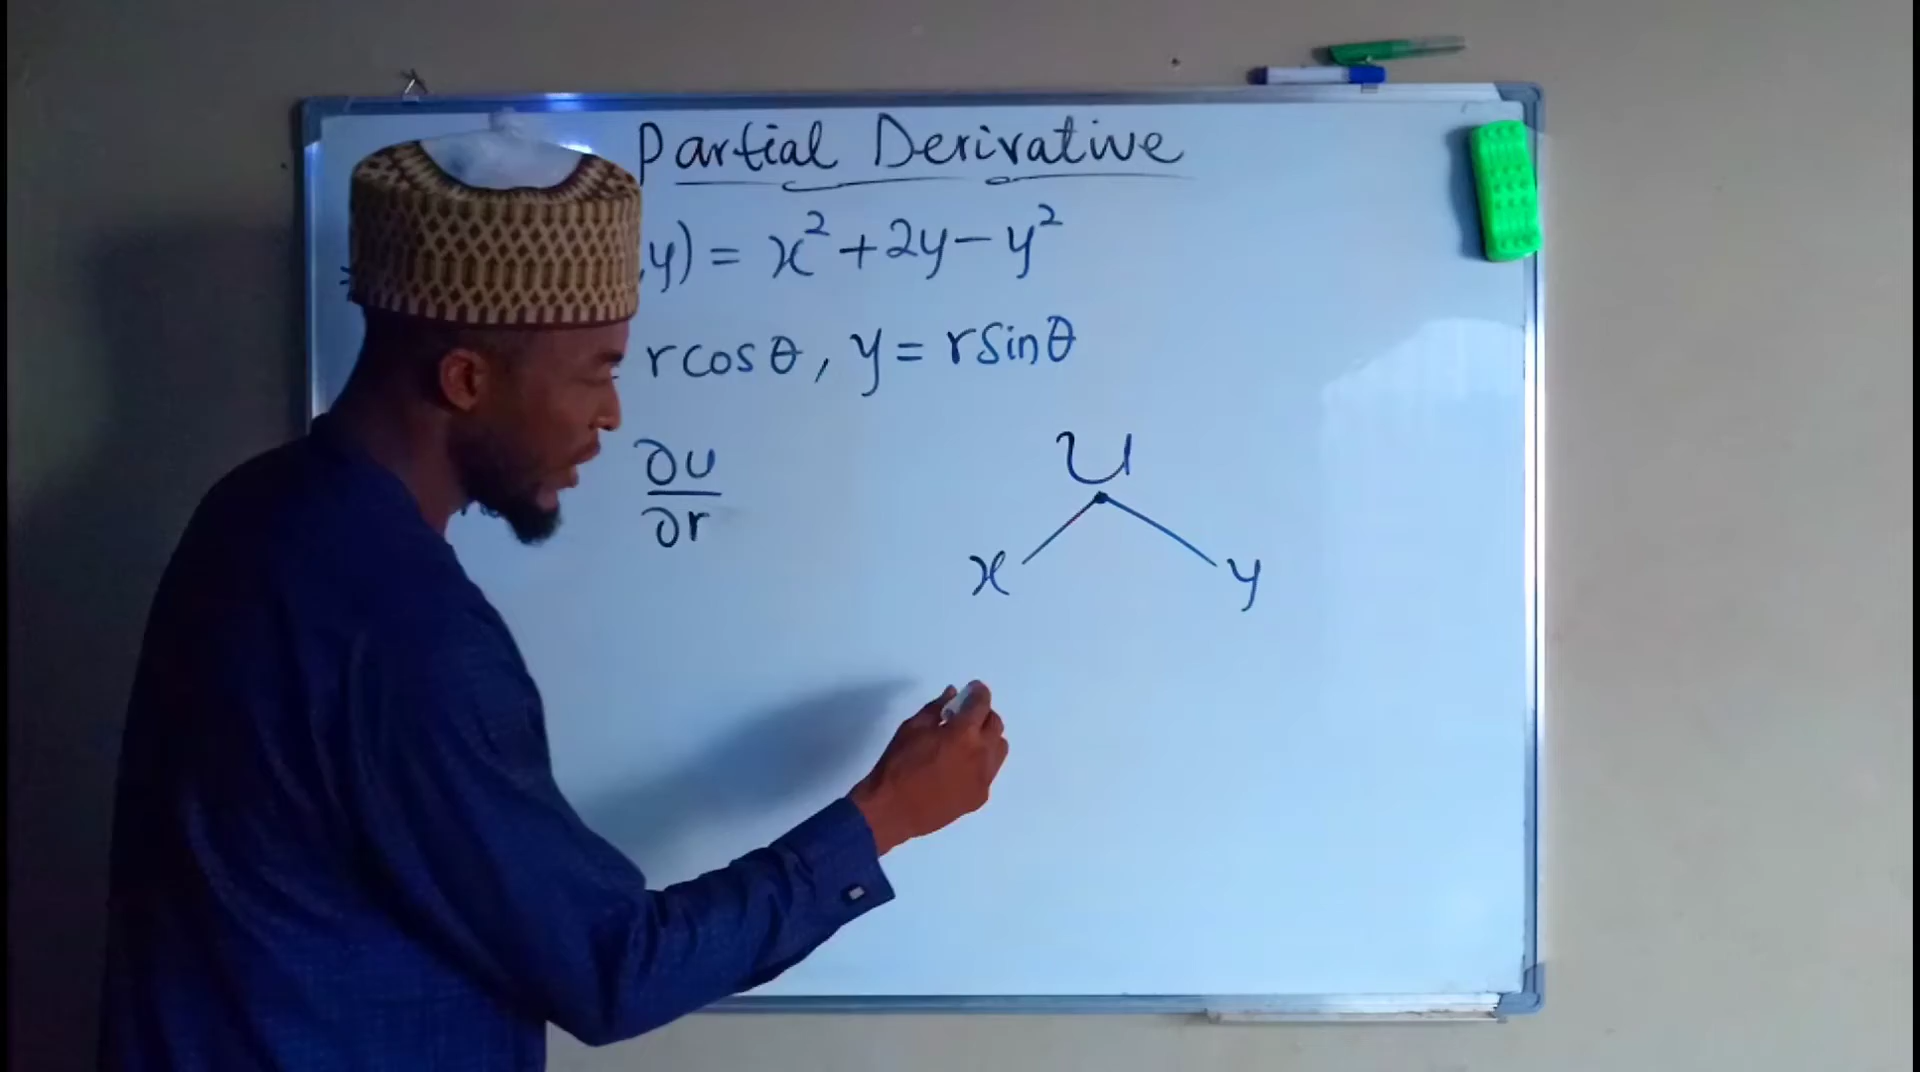 Partial Derivative
,y) = x² + 2y - y²
rcosθ, y = rsinθ
∂u
∂r
U
x y